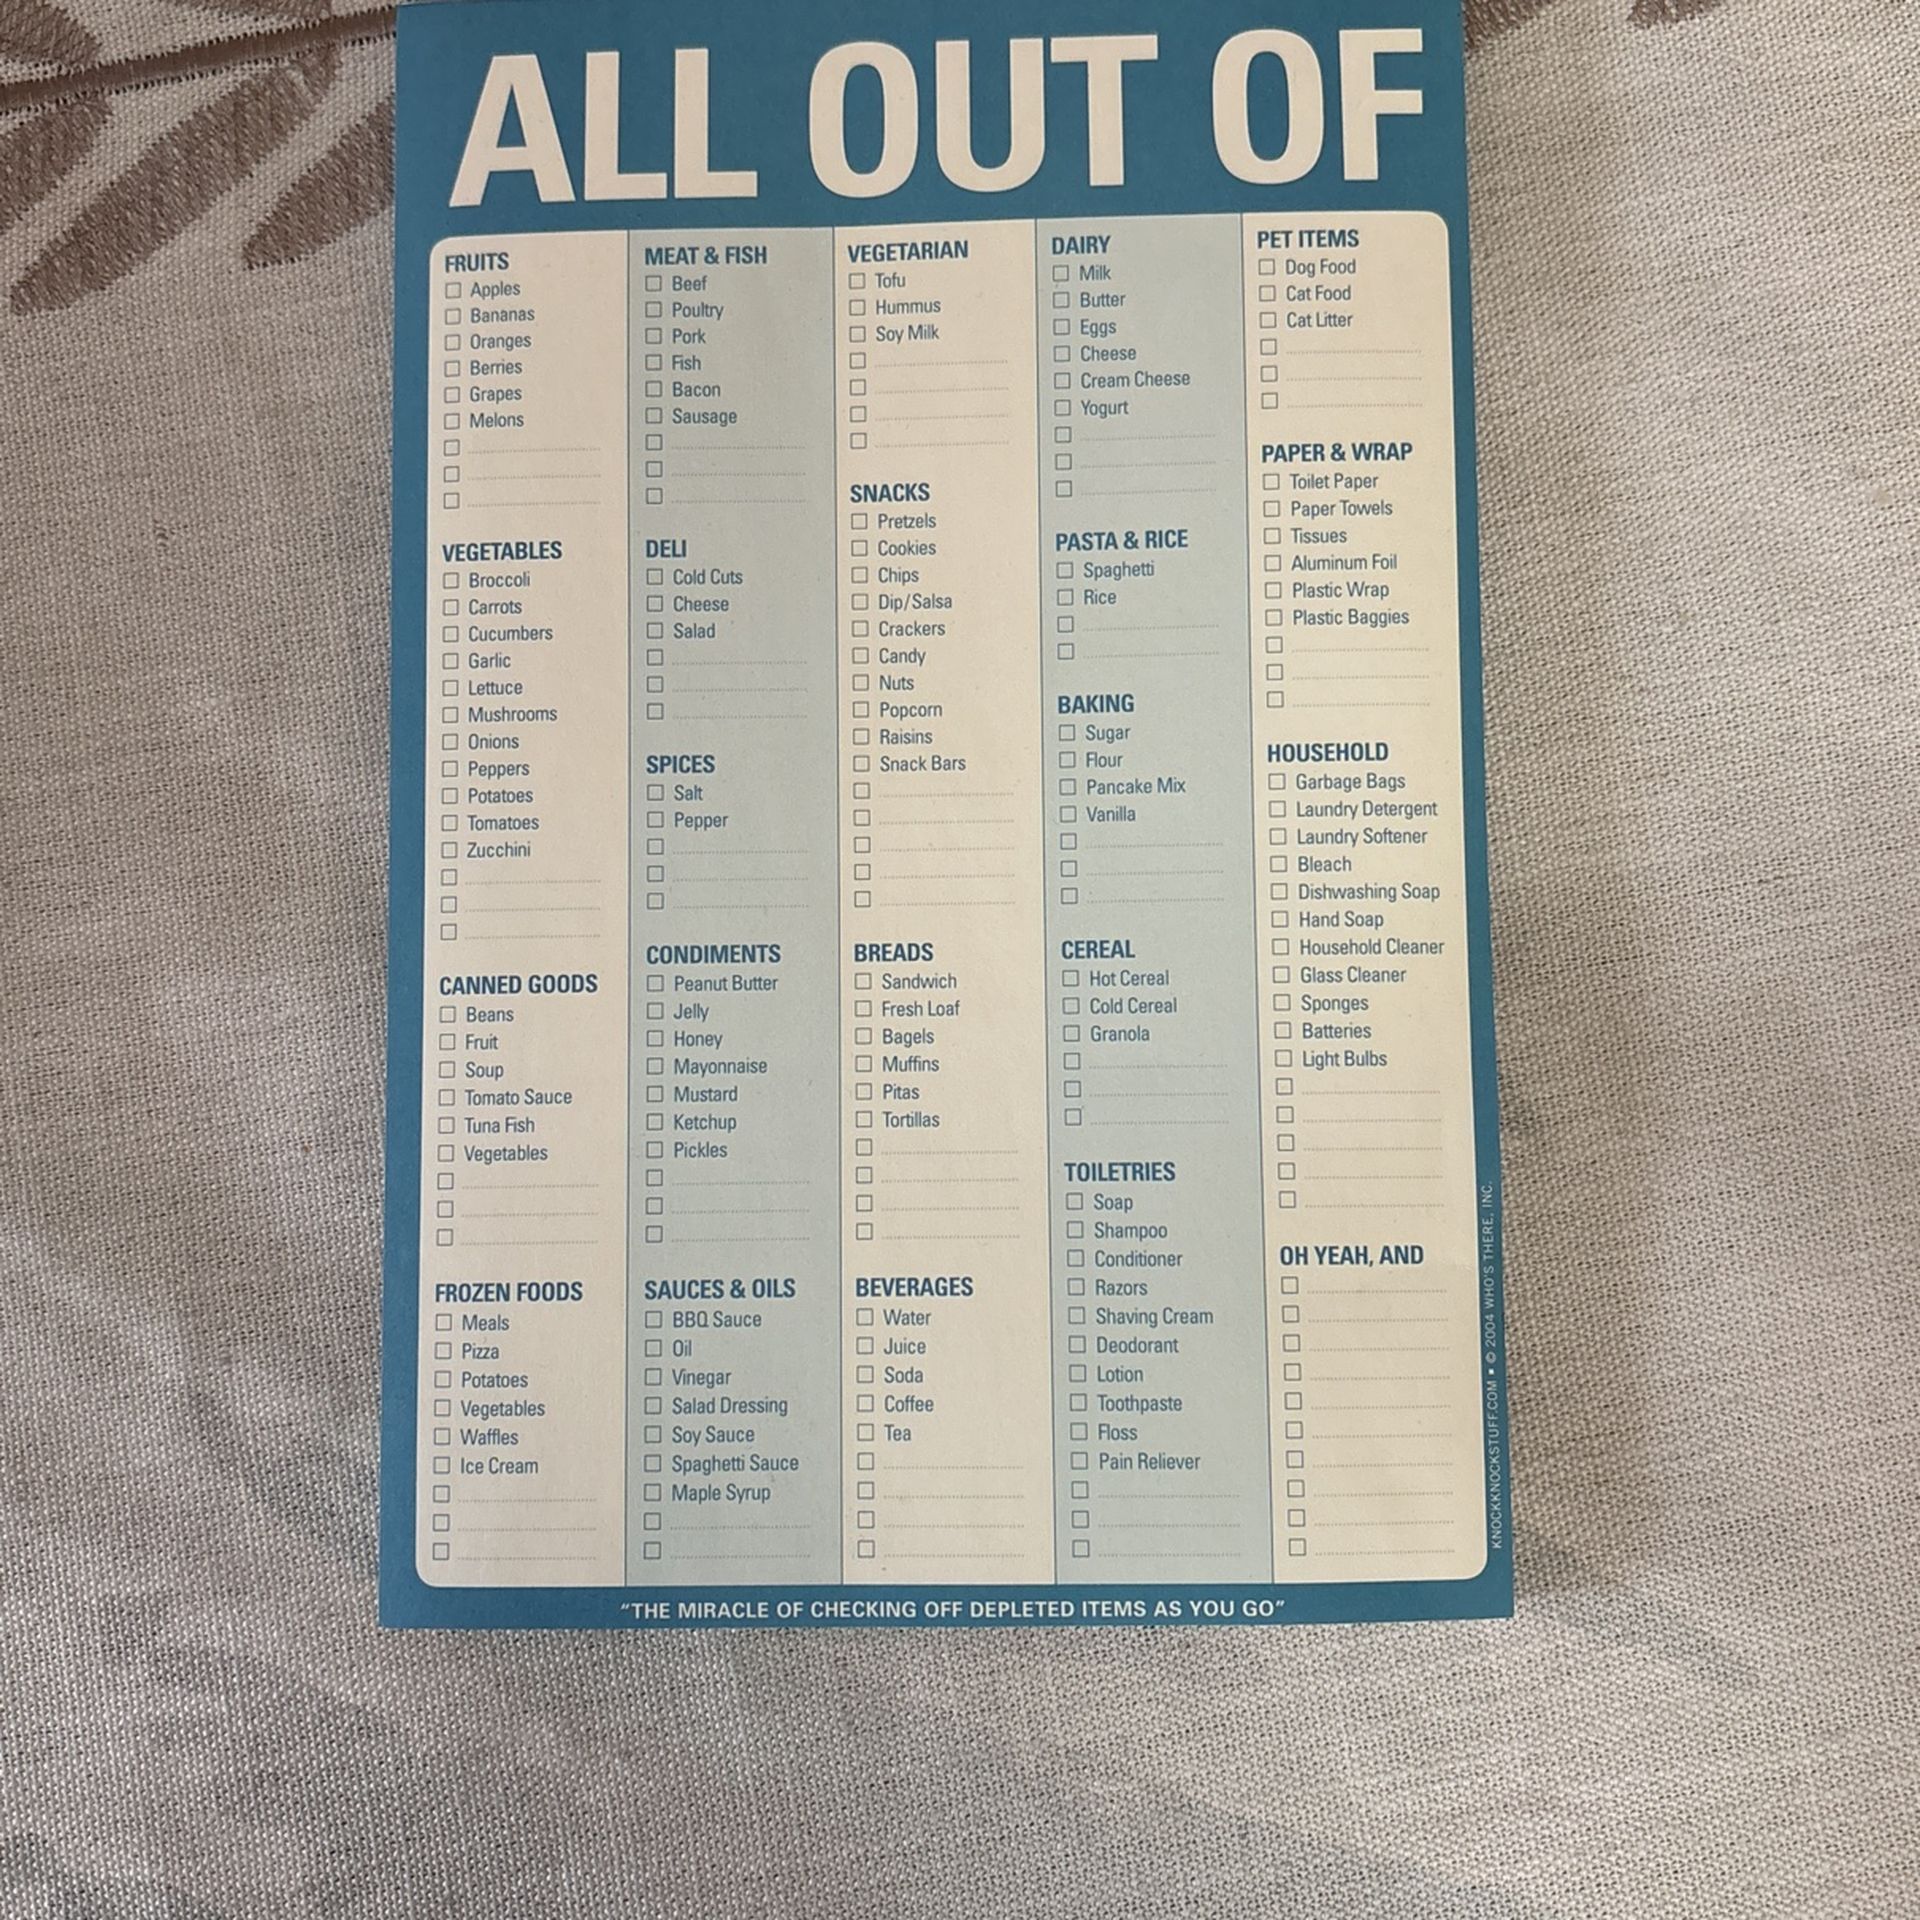 ALL OUT OF
FRUITS
Apples
Bananas
Oranges
Berries
Grapes
Melons
VEGETABLES
Broccoli
Carrots
Cucumbers
Garlic
Lettuce
Mushrooms
Onions
Peppers
Potatoes
Tomatoes
Zucchini
CANNED GOODS
Beans
Fruit
Soup
Tomato Sauce
Tuna Fish
Vegetables
FROZEN FOODS
Meals
Pizza
Potatoes
Vegetables
Waffles
Ice Cream
MEAT & FISH
Beef
Poultry
Pork
Fish
Bacon
Sausage
DELI
Cold Cuts
Cheese
Salad
SPICES
Salt
Pepper
CONDIMENTS
Peanut Butter
Jelly
Honey
Mayonnaise
Mustard
Ketchup
Pickles
SAUCES & OILS
BBQ Sauce
Oil
Vinegar
Salad Dressing
Soy Sauce
Spaghetti Sauce
Maple Syrup
VEGETARIAN
Tofu
Hummus
Soy Milk
SNACKS
Pretzels
Cookies
Chips
Dip/Salsa
Crackers
Candy
Nuts
Popcorn
Raisins
Snack Bars
BREADS
Sandwich
Fresh Loaf
Bagels
Muffins
Pitas
Tortillas
BEVERAGES
Water
Juice
Soda
Coffee
Tea
DAIRY
Milk
Butter
Eggs
Cheese
Cream Cheese
Yogurt
PASTA & RICE
Spaghetti
Rice
BAKING
Sugar
Flour
Pancake Mix
Vanilla
CEREAL
Hot Cereal
Cold Cereal
Granola
TOILETRIES
Soap
Shampoo
Conditioner
Razors
Shaving Cream
Deodorant
Lotion
Toothpaste
Floss
Pain Reliever
PET ITEMS
Dog Food
Cat Food
Cat Litter
PAPER & WRAP
Toilet Paper
Paper Towels
Tissues
Aluminum Foil
Plastic Wrap
Plastic Baggies
HOUSEHOLD
Garbage Bags
Laundry Detergent
Laundry Softener
Bleach
Dishwashing Soap
Hand Soap
Household Cleaner
Glass Cleaner
Sponges
Batteries
Light Bulbs
OH YEAH, AND
KNOCKKNOCKSTUFF.COM ▪ © 2004 WHO'S THERE, INC.
"THE MIRACLE OF CHECKING OFF DEPLETED ITEMS AS YOU GO"